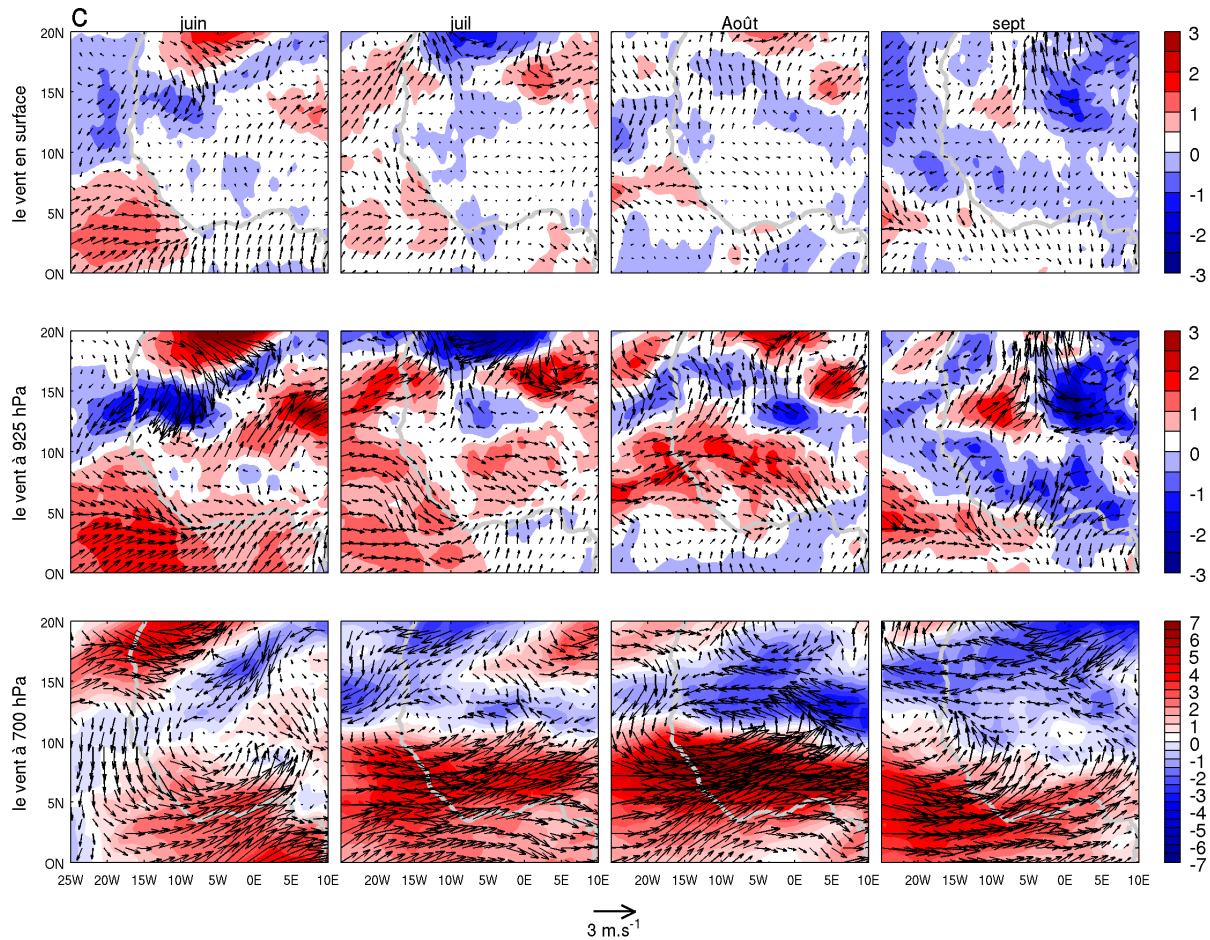 C
juin juil Août sept
le vent en surface
20N
15N
10N
5N
0N
3
2
1
0
-1
-2
-3
le vent à 925 hPa
20N
15N
10N
5N
0N
3
2
1
0
-1
-2
-3
le vent à 700 hPa
20N
15N
10N
5N
0N
7
6
5
4
3
2
1
0
-1
-2
-3
-4
-5
-6
-7
25W 20W 15W 10W 5W 0E 5E 10E 20W 15W 10W 5W 0E 5E 10E 20W 15W 10W 5W 0E 5E 10E 20W 15W 10W 5W 0E 5E 10E
3 m.s-1